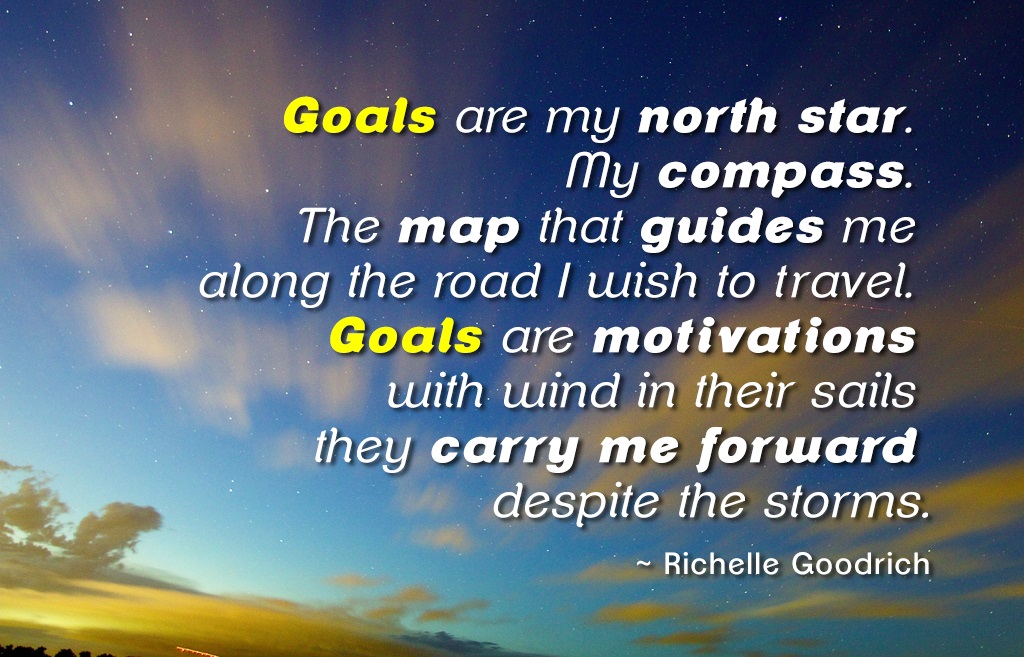 Goals are my north star.
My compass.
The map that guides me
along the road I wish to travel.
Goals are motivations
with wind in their sails
they carry me forward
despite the storms.
~ Richelle Goodrich